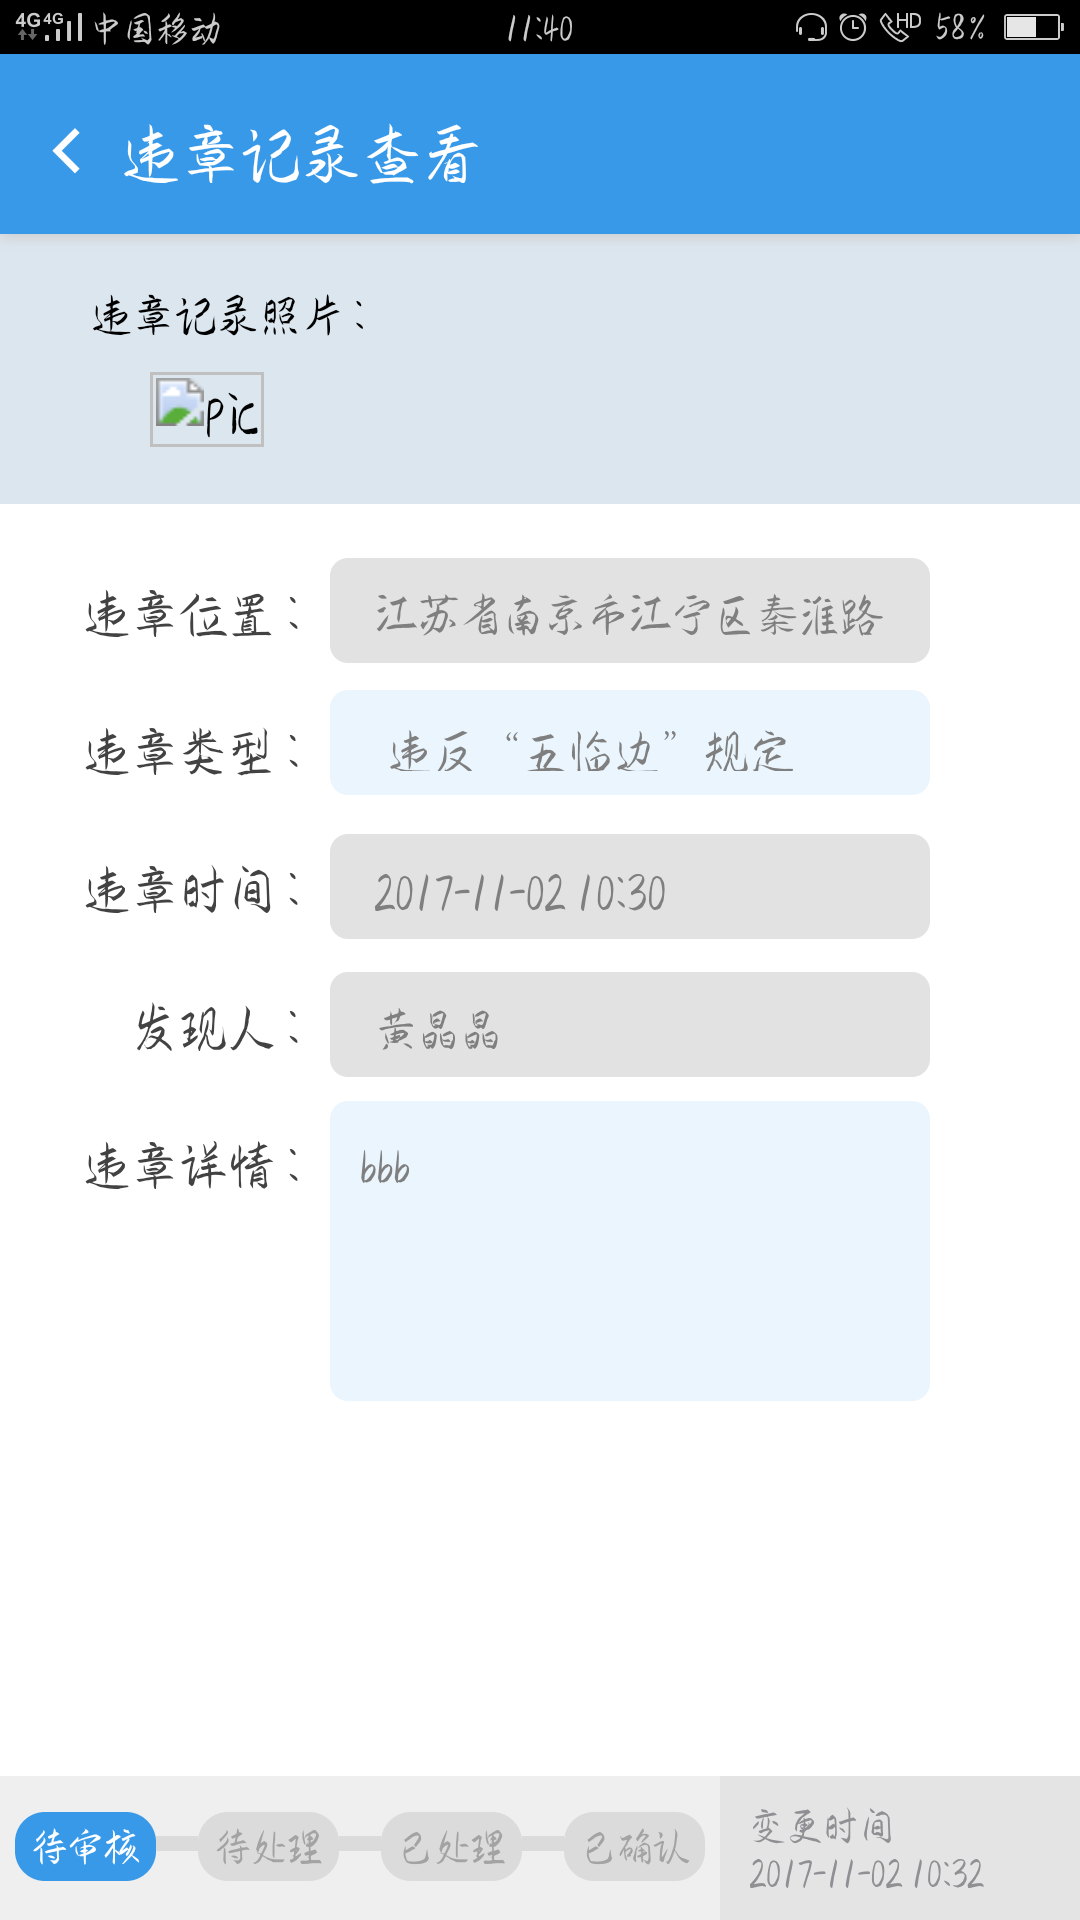 4G 4G 中国移动 11:40 HD 58%
违章记录查看
违章记录照片：
pic
违章位置： 江苏省南京市江宁区秦淮路
违章类型： 违反“五临边”规定
违章时间： 2017-11-02 10:30
发现人： 黄晶晶
违章详情： bbb
待审核 待处理 已处理 已确认
变更时间
2017-11-02 10:32